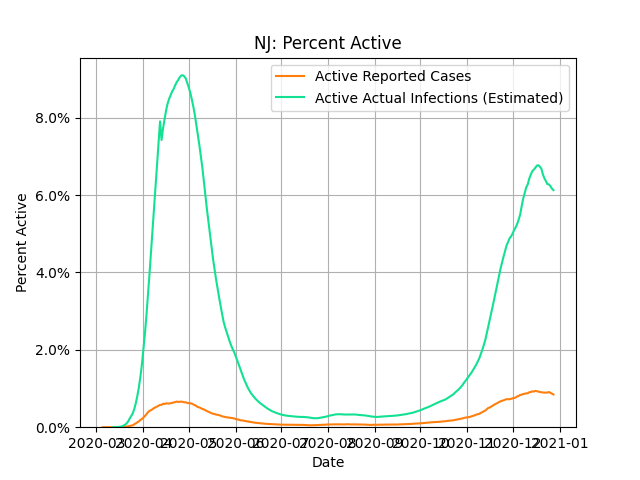 NJ: Percent Active
Active Reported Cases
Active Actual Infections (Estimated)
Percent Active
8.0%
6.0%
4.0%
2.0%
0.0%
2020-03 2020-04 2020-05 2020-06 2020-07 2020-08 2020-09 2020-10 2020-11 2020-12 2021-01
Date